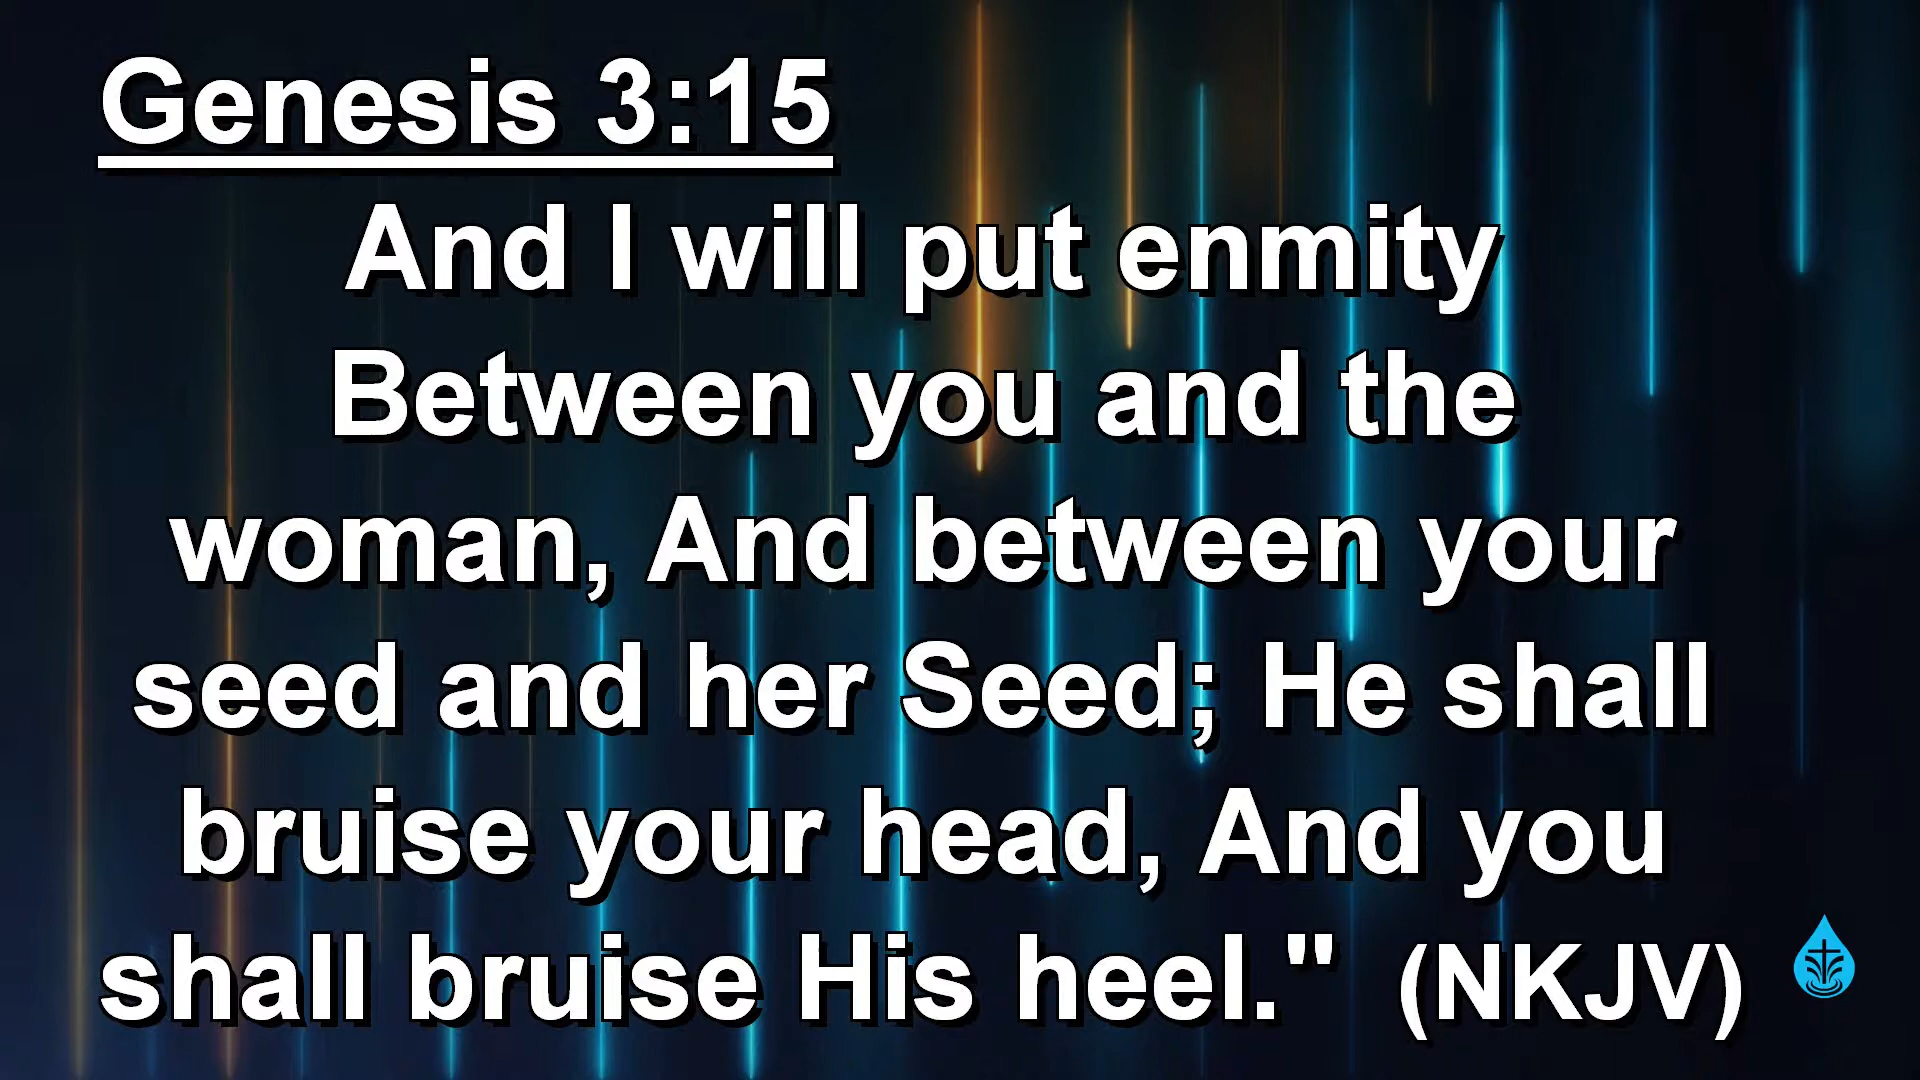 Genesis 3:15
And I will put enmity
Between you and the
woman, And between your
seed and her Seed; He shall
bruise your head, And you
shall bruise His heel." (NKJV)